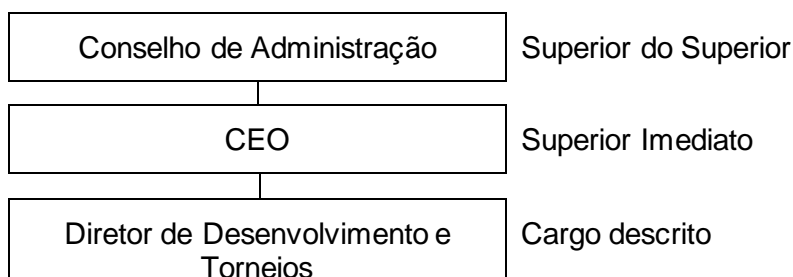 Conselho de Administração Superior do Superior
CEO Superior Imediato
Diretor de Desenvolvimento e Cargo descrito
Torneios